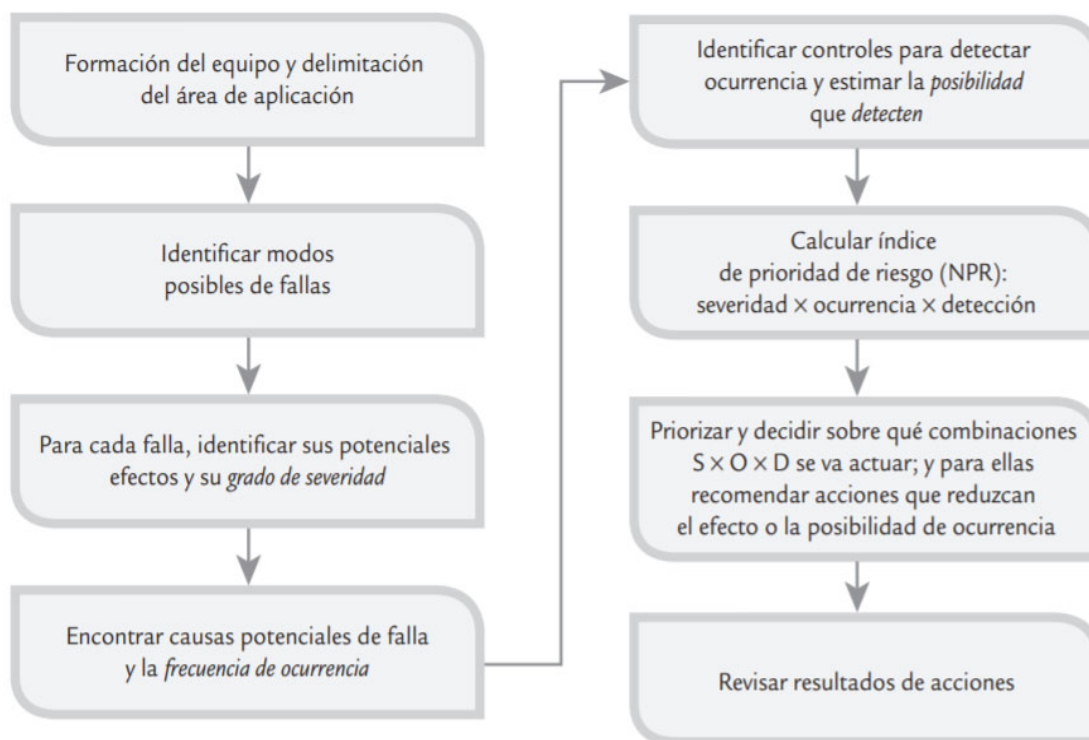 Formación del equipo y delimitación
del área de aplicación
Identificar modos
posibles de fallas
Para cada falla, identificar sus potenciales
efectos y su grado de severidad
Encontrar causas potenciales de falla
y la frecuencia de ocurrencia
Identificar controles para detectar
ocurrencia y estimar la posibilidad
que detecten
Calcular índice
de prioridad de riesgo (NPR):
severidad × ocurrencia × detección
Priorizar y decidir sobre qué combinaciones
S × O × D se va actuar; y para ellas
recomendar acciones que reduzcan
el efecto o la posibilidad de ocurrencia
Revisar resultados de acciones